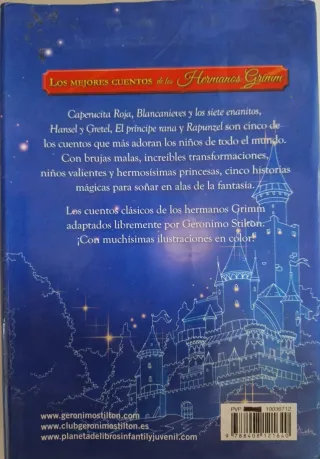 LOS MEJORES CUENTOS de los Hermanos Grimm
Caperucita Roja, Blancanieves y los siete enanitos,
Hansel y Gretel, El príncipe rana y Rapunzel son cinco de
los cuentos que más adoran los niños de todo el mundo.
Con brujas malas, increíbles transformaciones,
niños valientes y hermosísimas princesas, cinco historias
mágicas para soñar en alas de la fantasía.
Los cuentos clásicos de los hermanos Grimm
adaptados libremente por Geronimo Stilton.
¡Con muchísimas ilustraciones en color!
PVP
10038712
www.geronimostilton.com
www.clubgeronimostilton.es
www.planetadelibrosinfantilyjuvenil.com
9 788408 121640